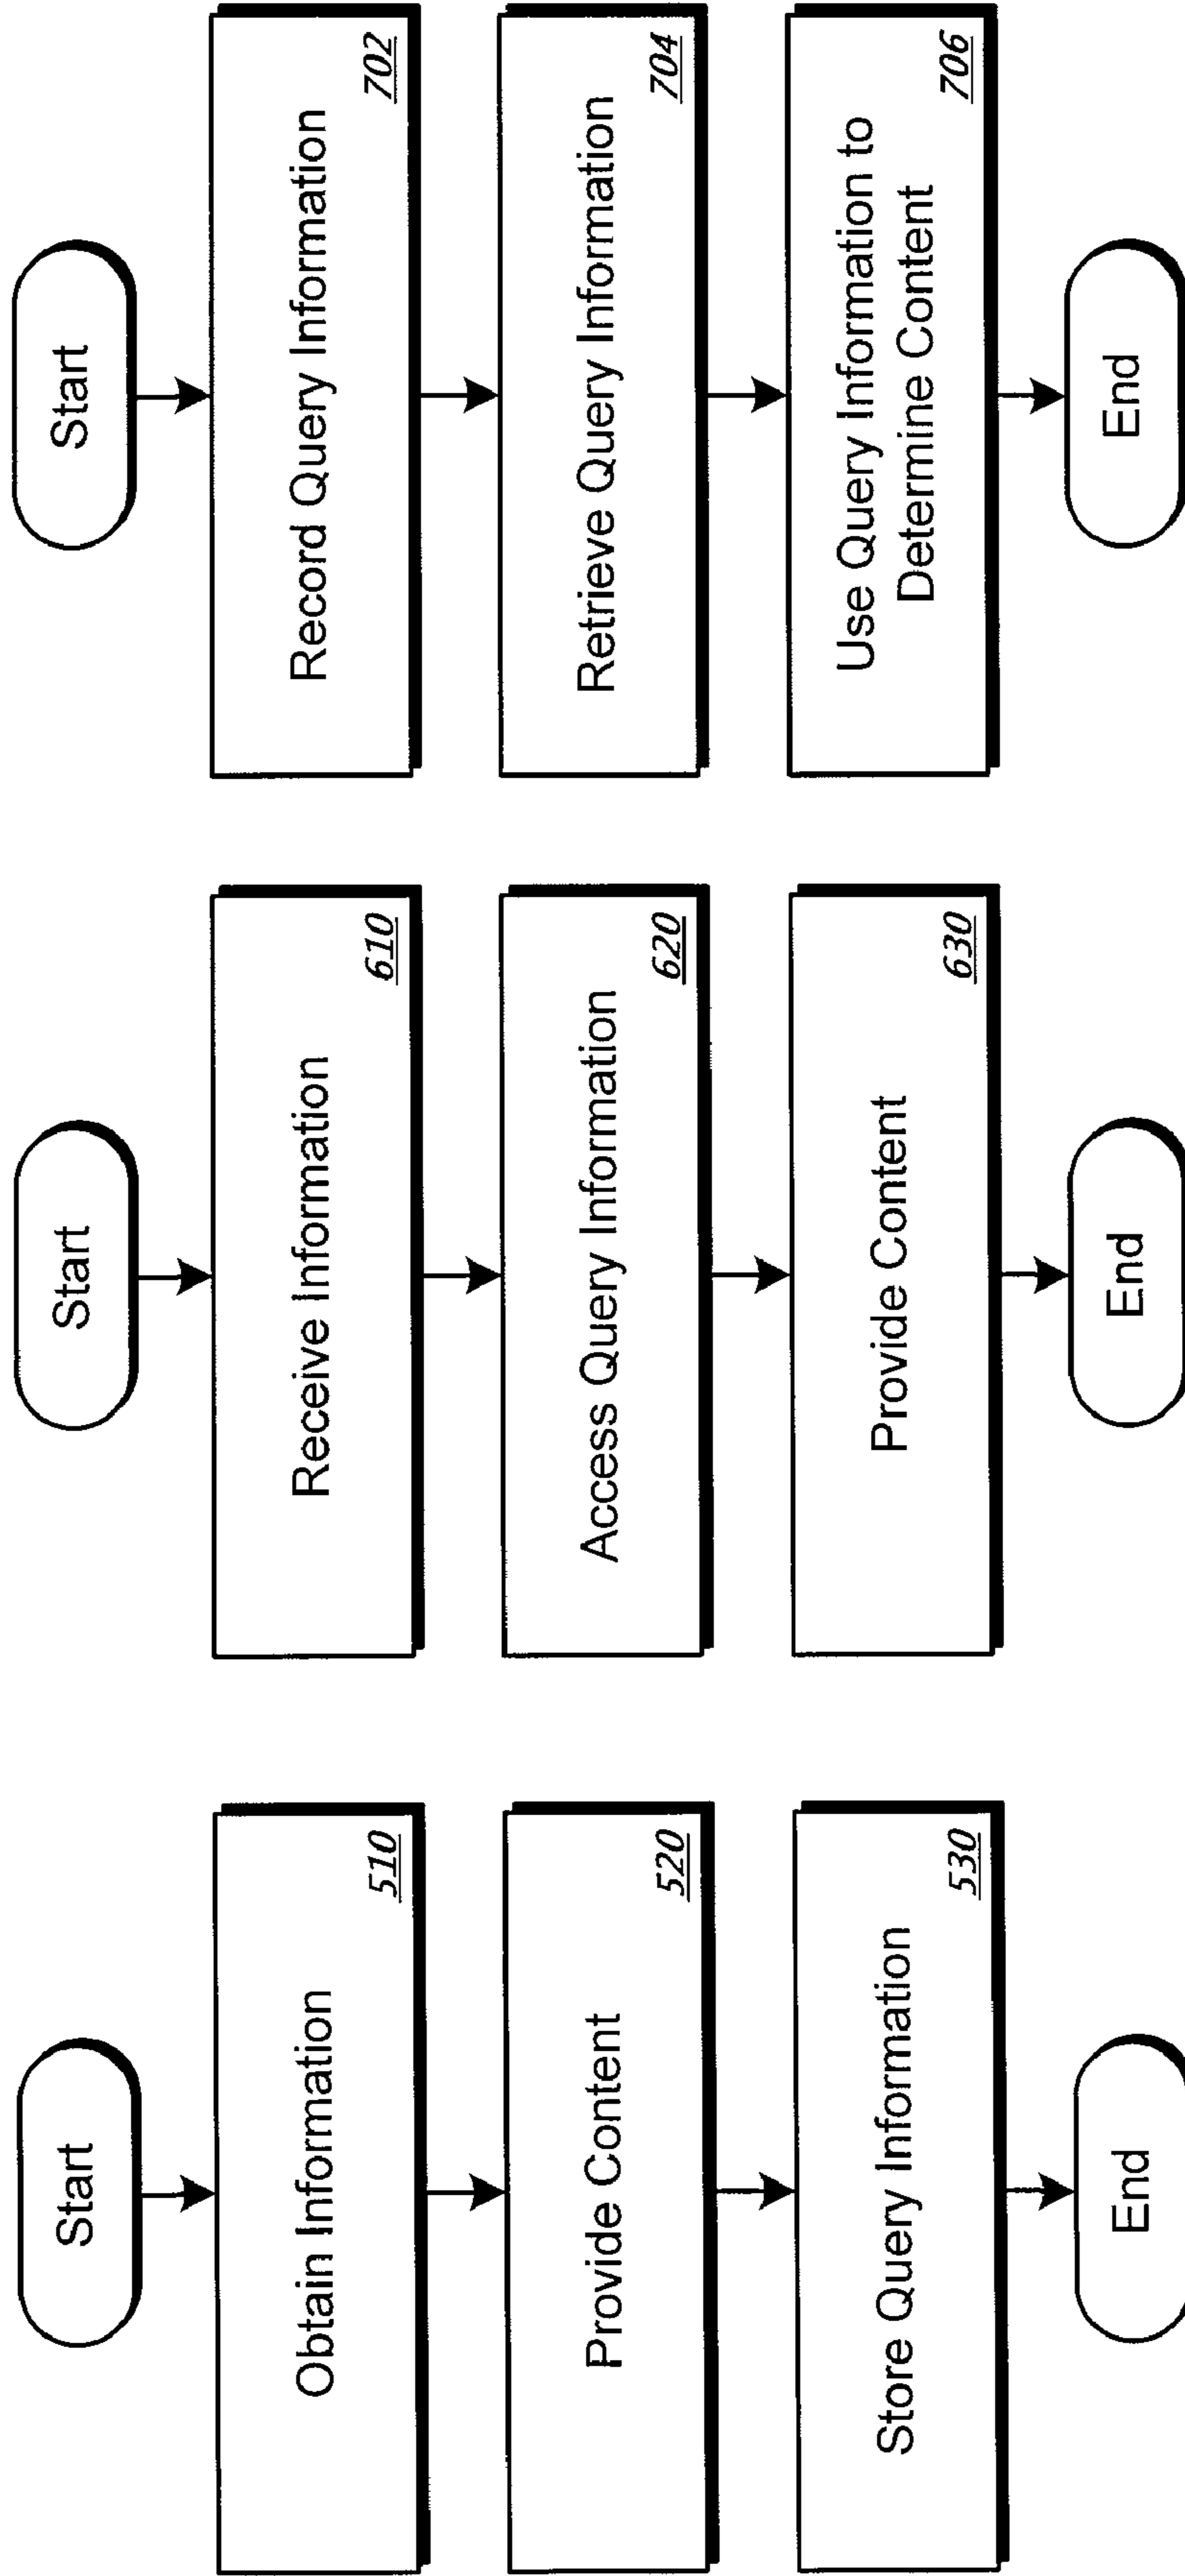 Start
Obtain Information
510
Provide Content
520
Store Query Information
530
End
Start
Receive Information
610
Access Query Information
620
Provide Content
630
End
Start
Record Query Information
702
Retrieve Query Information
704
Use Query Information to
Determine Content
706
End